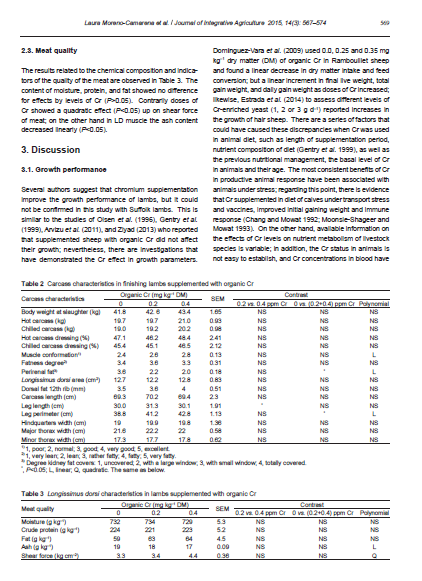 Laura Moreno-Camarena et al. / Journal of Integrative Agriculture 2015, 14(3): 567–574
569
2.3. Meat quality
The results related to the chemical composition and indica-
tors of the quality of the meat are observed in Table 3. The
content of moisture, protein, and fat showed no difference
for effects by levels of Cr (P>0.05). Contrarily doses of
Cr showed a quadratic effect (P<0.05) up on shear force
of meat; on the other hand in LD muscle the ash content
decreased linearly (P<0.05).
3. Discussion
3.1. Growth performance
Several authors suggest that chromium supplementation
improve the growth performance of lambs, but it could
not be confirmed in this study with Suffolk lambs. This is
similar to the studies of Olsen et al. (1996), Gentry et al.
(1999), Arvizu et al. (2011), and Ziyad (2013) who reported
that supplemented sheep with organic Cr did not affect
their growth; nevertheless, there are investigations that
have demonstrated the Cr effect in growth parameters.
Domínguez-Vara et al. (2009) used 0.0, 0.25 and 0.35 mg
kg⁻¹ dry matter (DM) of organic Cr in Rambouillet sheep
and found a linear decrease in dry matter intake and feed
conversion; but a linear increment in final live weight, total
gain weight, and daily gain weight as doses of Cr increased;
likewise, Estrada et al. (2014) to assess different levels of
Cr-enriched yeast (1, 2 or 3 g d⁻¹) reported increases in
the growth of hair sheep. There are a series of factors that
could have caused these discrepancies when Cr was used
in animal diet, such as length of supplementation period,
nutrient composition of diet (Gentry et al. 1999), as well as
the previous nutritional management, the basal level of Cr
in animals and their age. The most consistent benefits of Cr
in productive animal response have been associated with
animals under stress; regarding this point, there is evidence
that Cr supplemented in diet of calves under transport stress
and vaccines, improved initial gaining weight and immune
response (Chang and Mowat 1992; Moonsie-Shageer and
Mowat 1993). On the other hand, available information on
the effects of Cr levels on nutrient metabolism of livestock
species is variable; in addition, the Cr status in animals is
not easy to establish, and Cr concentrations in blood have
Table 2 Carcass characteristics in finishing lambs supplemented with organic Cr
Carcass characteristics Organic Cr (mg kg⁻¹ DM) SEM Contrast
0 0.2 0.4 0.2 vs. 0.4 ppm Cr 0 vs. (0.2+0.4) ppm Cr Polynomial
Body weight at slaughter (kg) 41.8 42.6 43.4 1.65 NS NS NS
Hot carcass (kg) 19.7 19.7 21.0 0.93 NS NS NS
Chilled carcass (kg) 19.0 19.2 20.2 0.98 NS NS NS
Hot carcass dressing (%) 47.1 46.2 48.4 2.41 NS NS NS
Chilled carcass dressing (%) 45.4 45.1 46.5 2.12 NS NS NS
Muscle conformation¹⁾ 2.4 2.6 2.8 0.13 NS NS L
Fatness degree²⁾ 3.4 3.6 3.3 0.31 NS NS NS
Perirenal fat³⁾ 3.6 2.2 2.0 0.18 NS * L
Longissimus dorsi area (cm²) 12.7 12.2 12.8 0.83 NS NS NS
Dorsal fat 12th rib (mm) 3.5 3.6 4 0.51 NS NS NS
Carcass length (cm) 69.3 70.2 69.4 2.3 NS NS NS
Leg length (cm) 30.0 31.3 30.1 1.91 * NS NS
Leg perimeter (cm) 38.8 41.2 42.8 1.13 NS * L
Hindquarters width (cm) 19 19.9 19.8 1.36 NS NS NS
Major thorax width (cm) 21.6 22.2 22 0.58 NS NS NS
Minor thorax width (cm) 17.3 17.7 17.8 0.62 NS NS NS
¹⁾ 1, poor; 2, normal; 3, good; 4, very good; 5, excellent.
²⁾ 1, very lean; 2, lean; 3, rather fatty; 4, fatty; 5, very fatty.
³⁾ Degree kidney fat covers: 1, uncovered; 2, with a large window; 3, with small window; 4, totally covered.
*, P<0.05; L, linear; Q, quadratic. The same as below.
Table 3 Longissimus dorsi characteristics in lambs supplemented with organic Cr
Meat quality Organic Cr (mg kg⁻¹ DM) SEM Contrast
0 0.2 0.4 0.2 vs. 0.4 ppm Cr 0 vs. (0.2+0.4) ppm Cr Polynomial
Moisture (g kg⁻¹) 732 734 729 5.3 NS NS NS
Crude protein (g kg⁻¹) 224 221 223 5.2 NS NS NS
Fat (g kg⁻¹) 59 63 64 4.5 NS NS NS
Ash (g kg⁻¹) 19 18 17 0.09 NS NS L
Shear force (kg cm⁻²) 3.3 3.4 4.4 0.36 NS NS Q